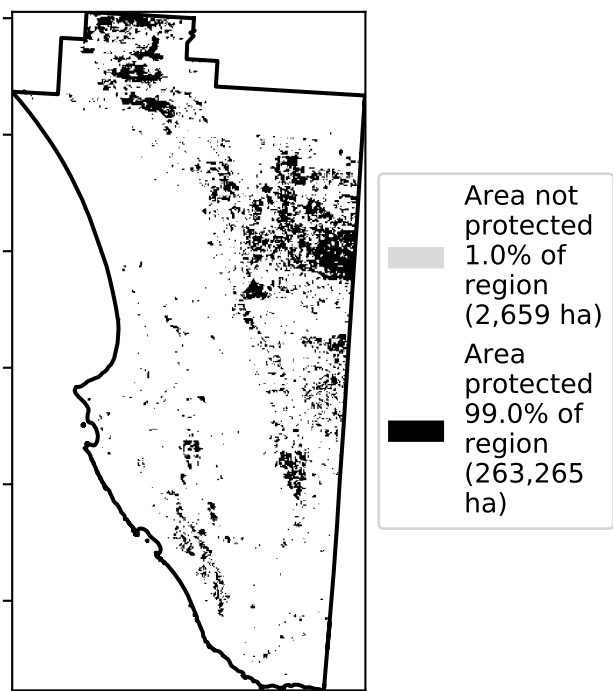 Area not
protected
1.0% of
region
(2,659 ha)
Area
protected
99.0% of
region
(263,265
ha)